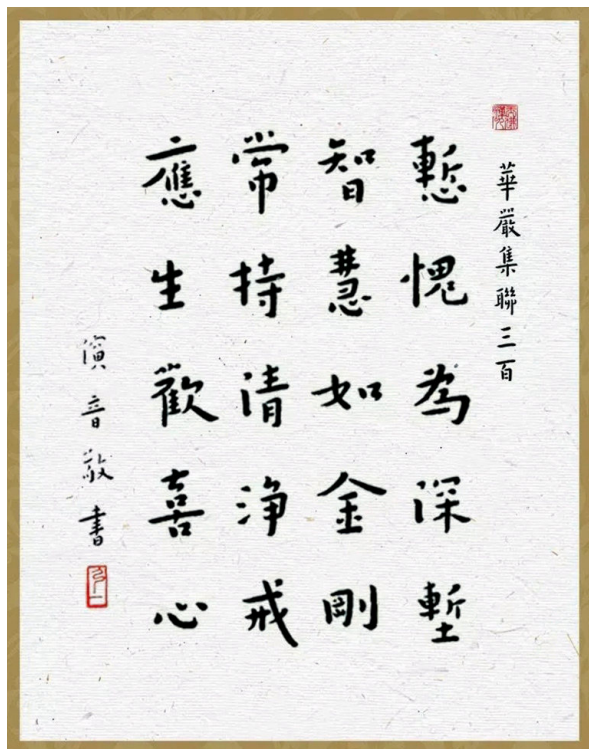 華嚴集聯三百
慙愧為深塹
智慧如金剛
常持清淨戒
應生歡喜心
演音敬書